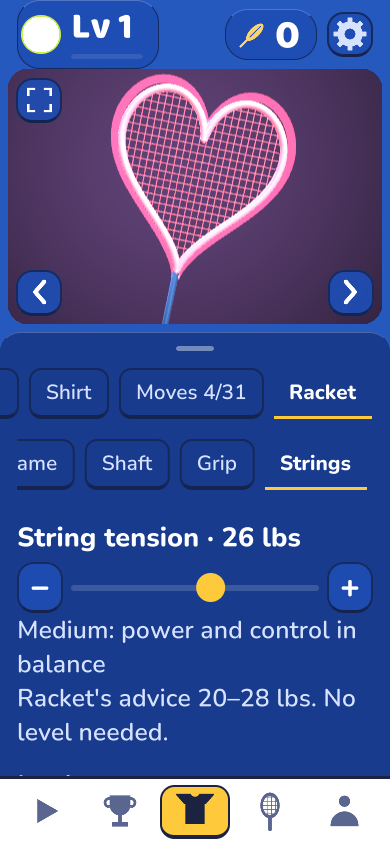 Lv 1
0
Shirt
Moves 4/31
Racket
ame
Shaft
Grip
Strings
String tension · 26 lbs
Medium: power and control in
balance
Racket's advice 20–28 lbs. No
level needed.